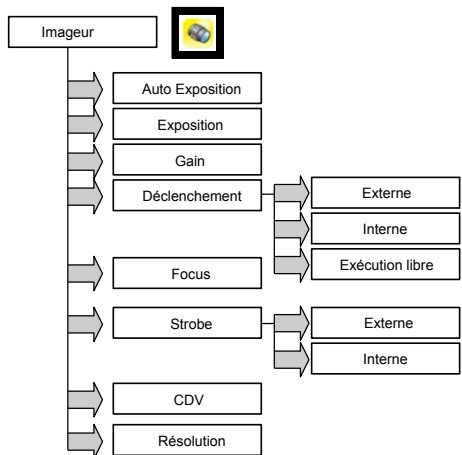 Imageur
Auto Exposition
Exposition
Gain
Déclenchement
Externe
Interne
Exécution libre
Focus
Strobe
Externe
Interne
CDV
Résolution